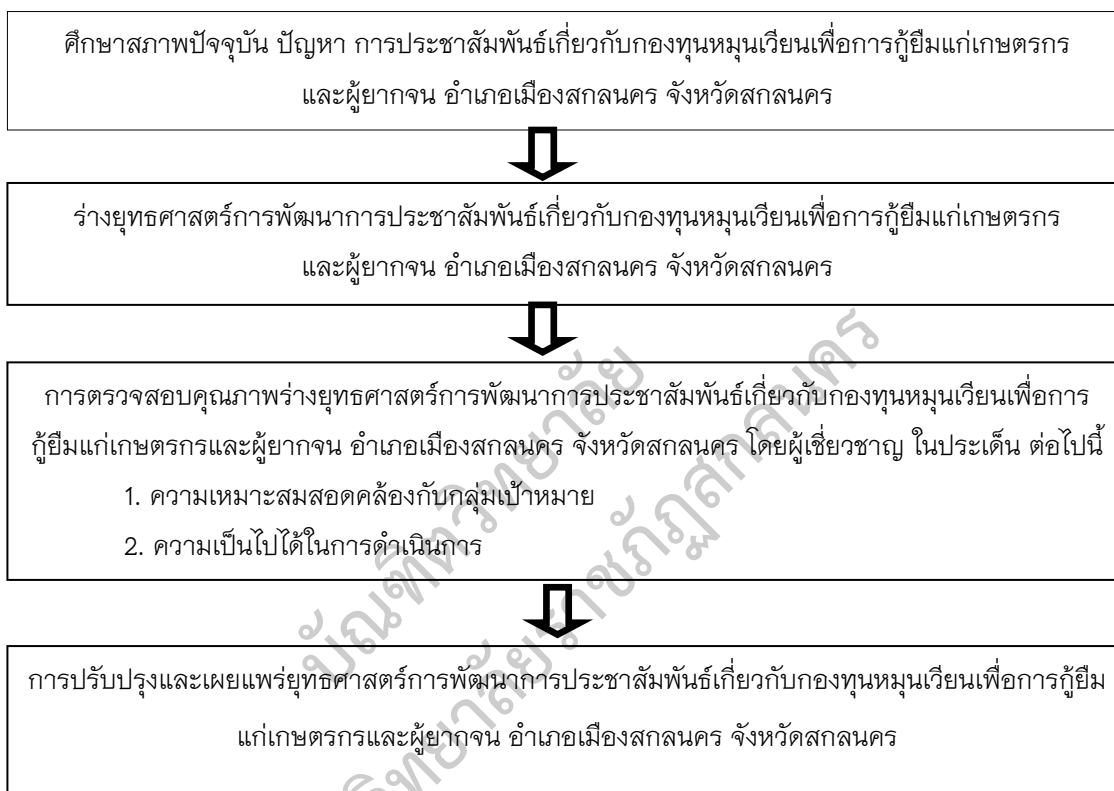 ศึกษาสภาพปัจจุบัน ปัญหา การประชาสัมพันธ์เกี่ยวกับกองทุนหมุนเวียนเพื่อการกู้ยืมแก่เกษตรกร
และผู้ยากจน อำเภอเมืองสกลนคร จังหวัดสกลนคร
ร่างยุทธศาสตร์การพัฒนาการประชาสัมพันธ์เกี่ยวกับกองทุนหมุนเวียนเพื่อการกู้ยืมแก่เกษตรกร
และผู้ยากจน อำเภอเมืองสกลนคร จังหวัดสกลนคร
การตรวจสอบคุณภาพร่างยุทธศาสตร์การพัฒนาการประชาสัมพันธ์เกี่ยวกับกองทุนหมุนเวียนเพื่อการ
กู้ยืมแก่เกษตรกรและผู้ยากจน อำเภอเมืองสกลนคร จังหวัดสกลนคร โดยผู้เชี่ยวชาญ ในประเด็น ต่อไปนี้
1. ความเหมาะสมสอดคล้องกับกลุ่มเป้าหมาย
2. ความเป็นไปได้ในการดำเนินการ
การปรับปรุงและเผยแพร่ยุทธศาสตร์การพัฒนาการประชาสัมพันธ์เกี่ยวกับกองทุนหมุนเวียนเพื่อการกู้ยืม
แก่เกษตรกรและผู้ยากจน อำเภอเมืองสกลนคร จังหวัดสกลนคร
บัณฑิตวิทยาลัย